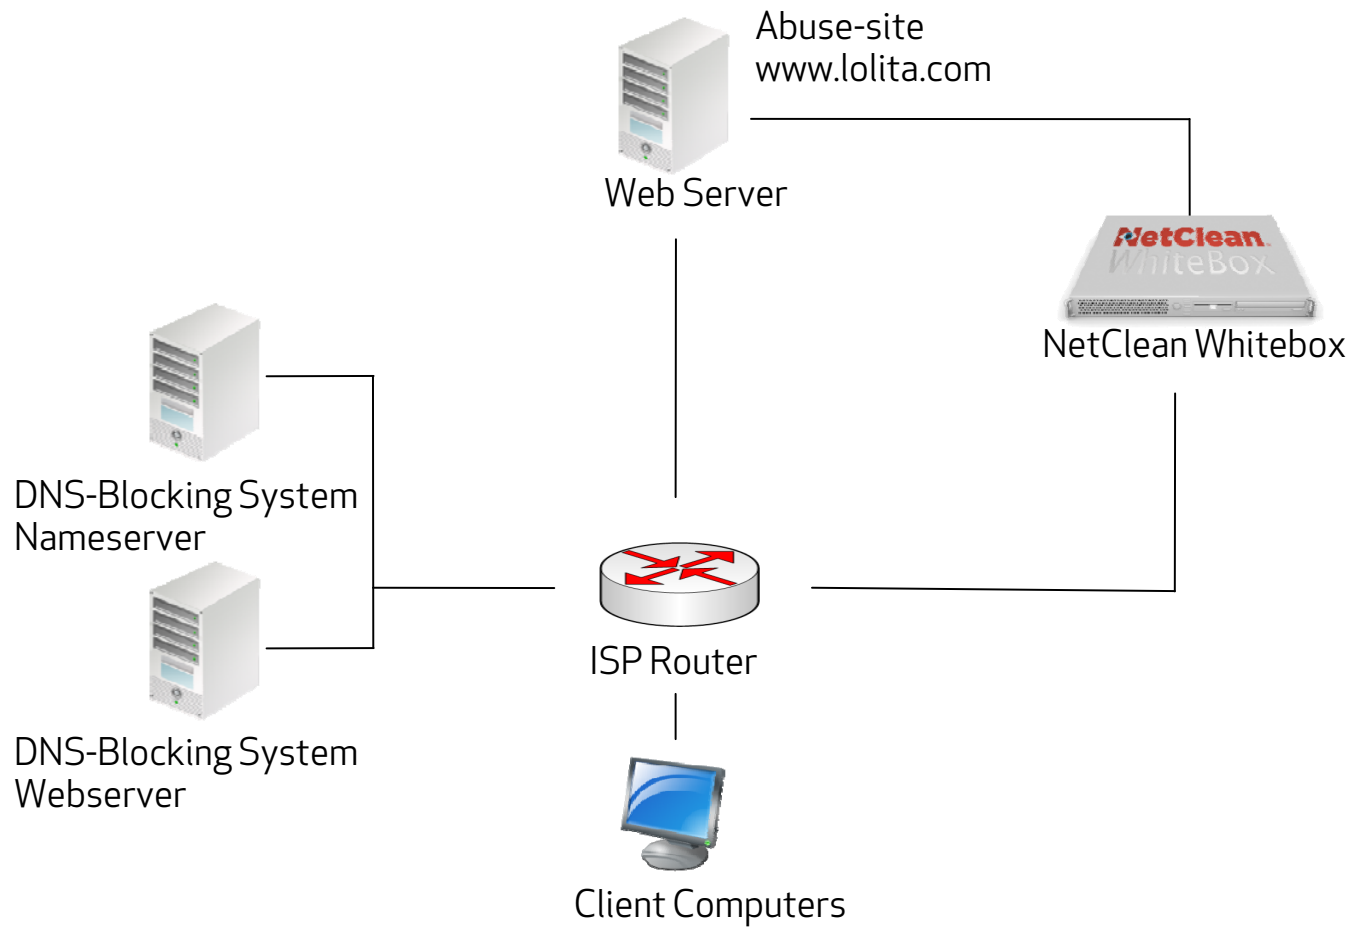 Abuse-site
www.lolita.com
Web Server
NetClean
WhiteBox
NetClean Whitebox
DNS-Blocking System
Nameserver
ISP Router
DNS-Blocking System
Webserver
Client Computers